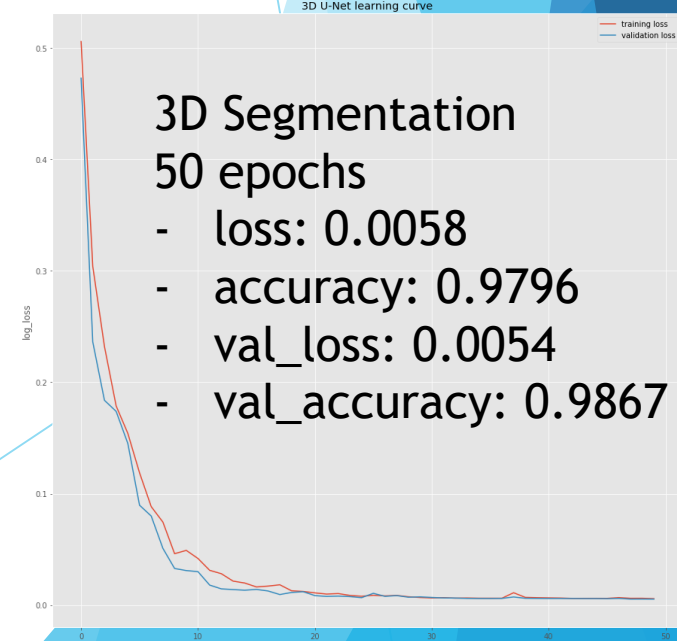 3D U-Net learning curve
training loss
validation loss
0.5
0.4
0.3
0.2
0.1
0.0
log_loss
3D Segmentation
50 epochs
- loss: 0.0058
- accuracy: 0.9796
- val_loss: 0.0054
- val_accuracy: 0.9867
0 10 20 30 40 50